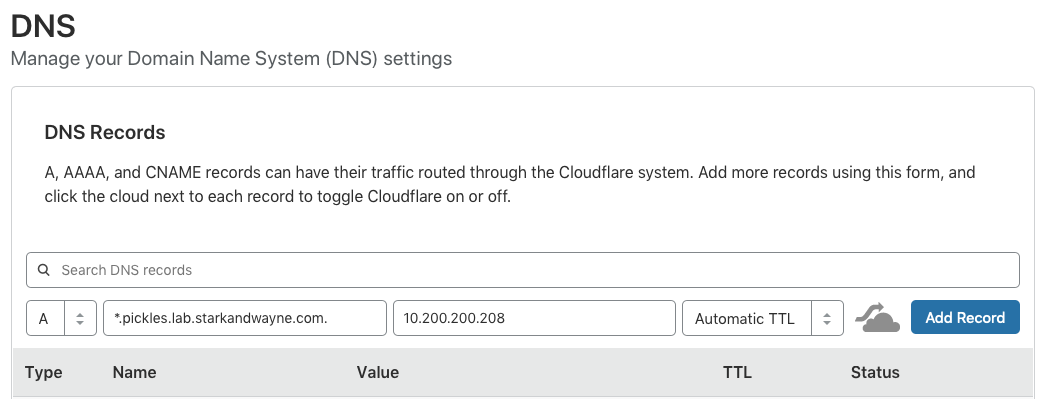 DNS
Manage your Domain Name System (DNS) settings
DNS Records
A, AAAA, and CNAME records can have their traffic routed through the Cloudflare system. Add more records using this form, and
click the cloud next to each record to toggle Cloudflare on or off.
Search DNS records
A *.pickles.lab.starkandwayne.com. 10.200.200.208 Automatic TTL Add Record
Type Name Value TTL Status